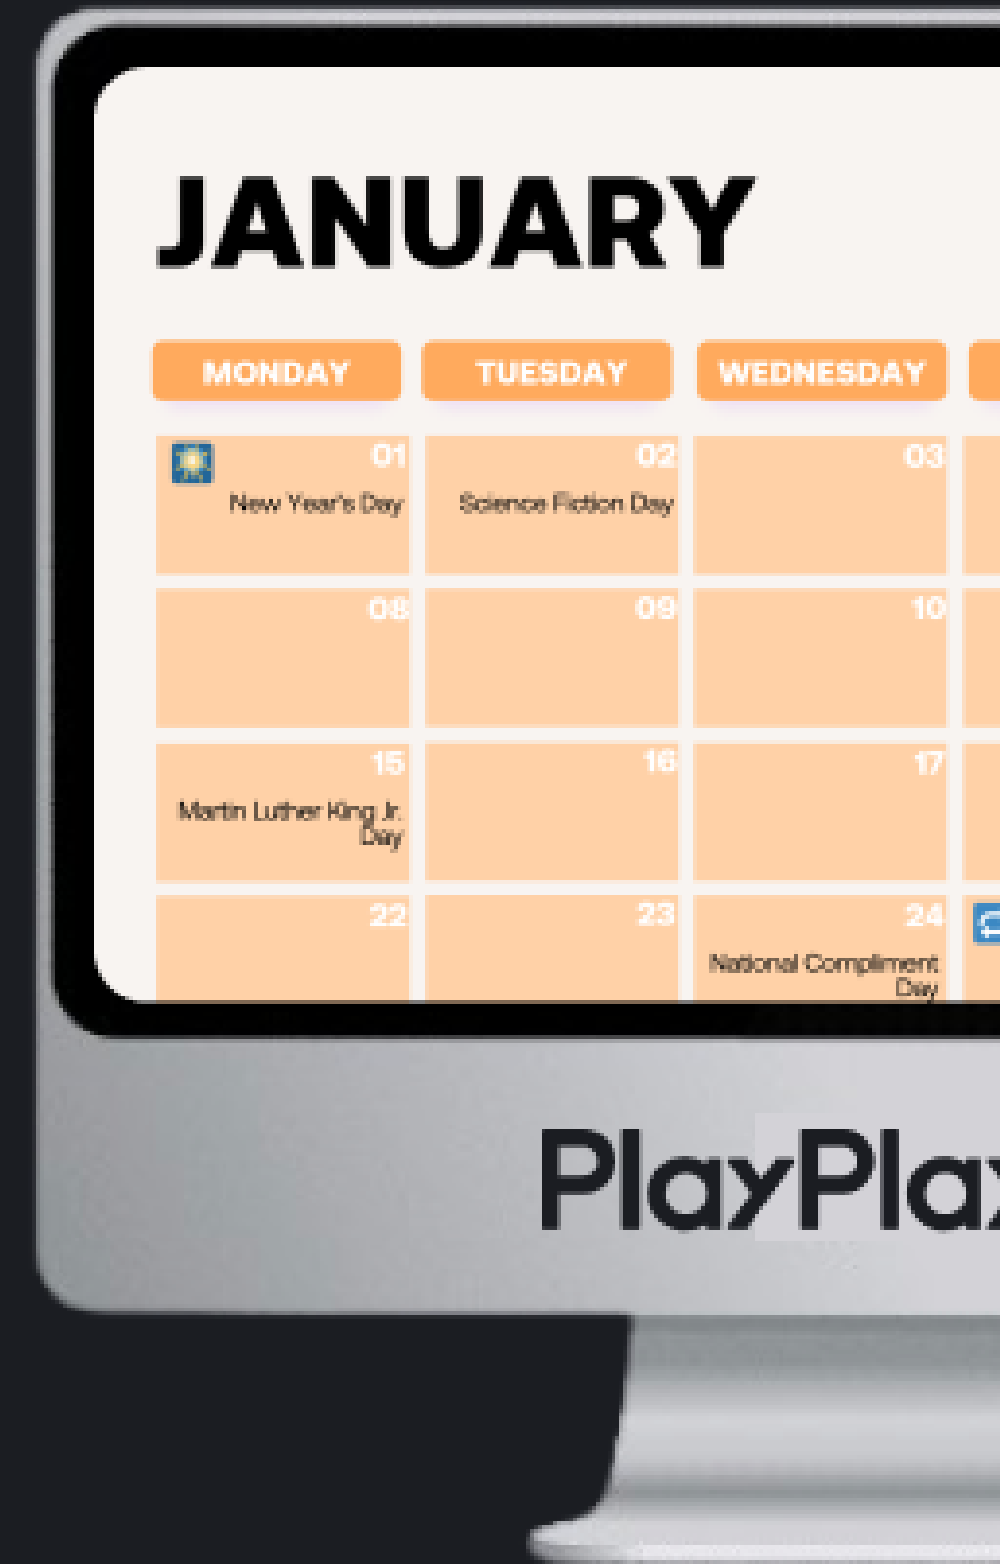 JANUARY
MONDAY TUESDAY WEDNESDAY
01 02 03
New Year's Day Science Fiction Day
08 09 10
15 16 17
Martin Luther King Jr.
Day
22 23 24
National Compliment
Day
PlayPlay